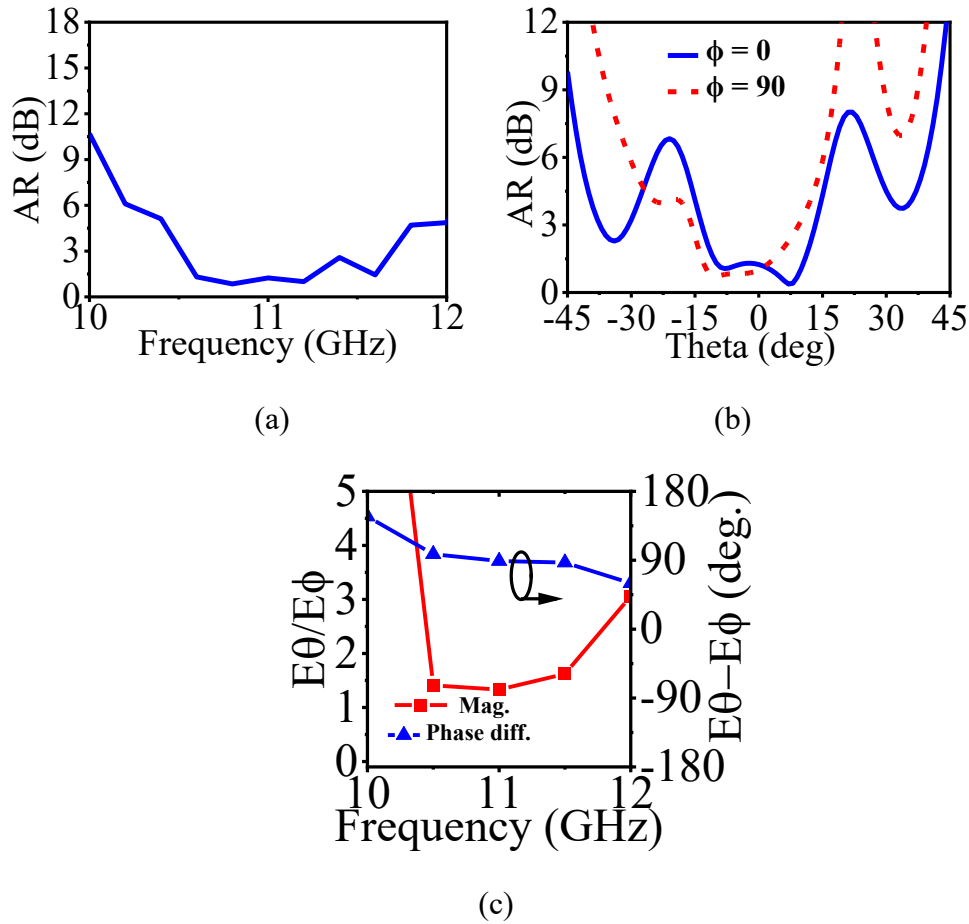 18
15
12
9
6
3
0
AR (dB)
10
11
12
Frequency (GHz)
(a)
12
9
6
3
0
AR (dB)
ϕ = 0
ϕ = 90
-45
-30
-15
0
15
30
45
Theta (deg)
(b)
5
4
3
2
1
0
Eθ/Eϕ
Mag.
Phase diff.
180
90
0
-90
-180
Eθ−Eϕ (deg.)
10
11
12
Frequency (GHz)
(c)